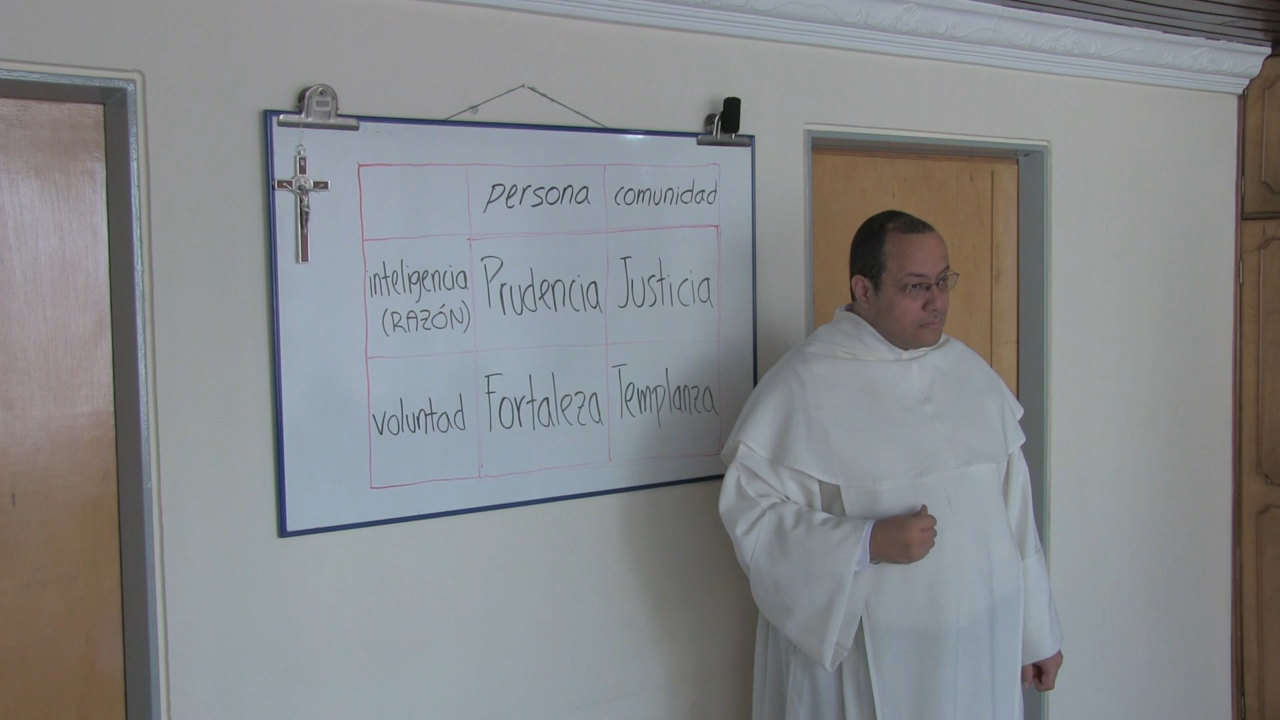 persona comunidad
inteligencia
(RAZÓN)
Prudencia Justicia
voluntad Fortaleza Templanza